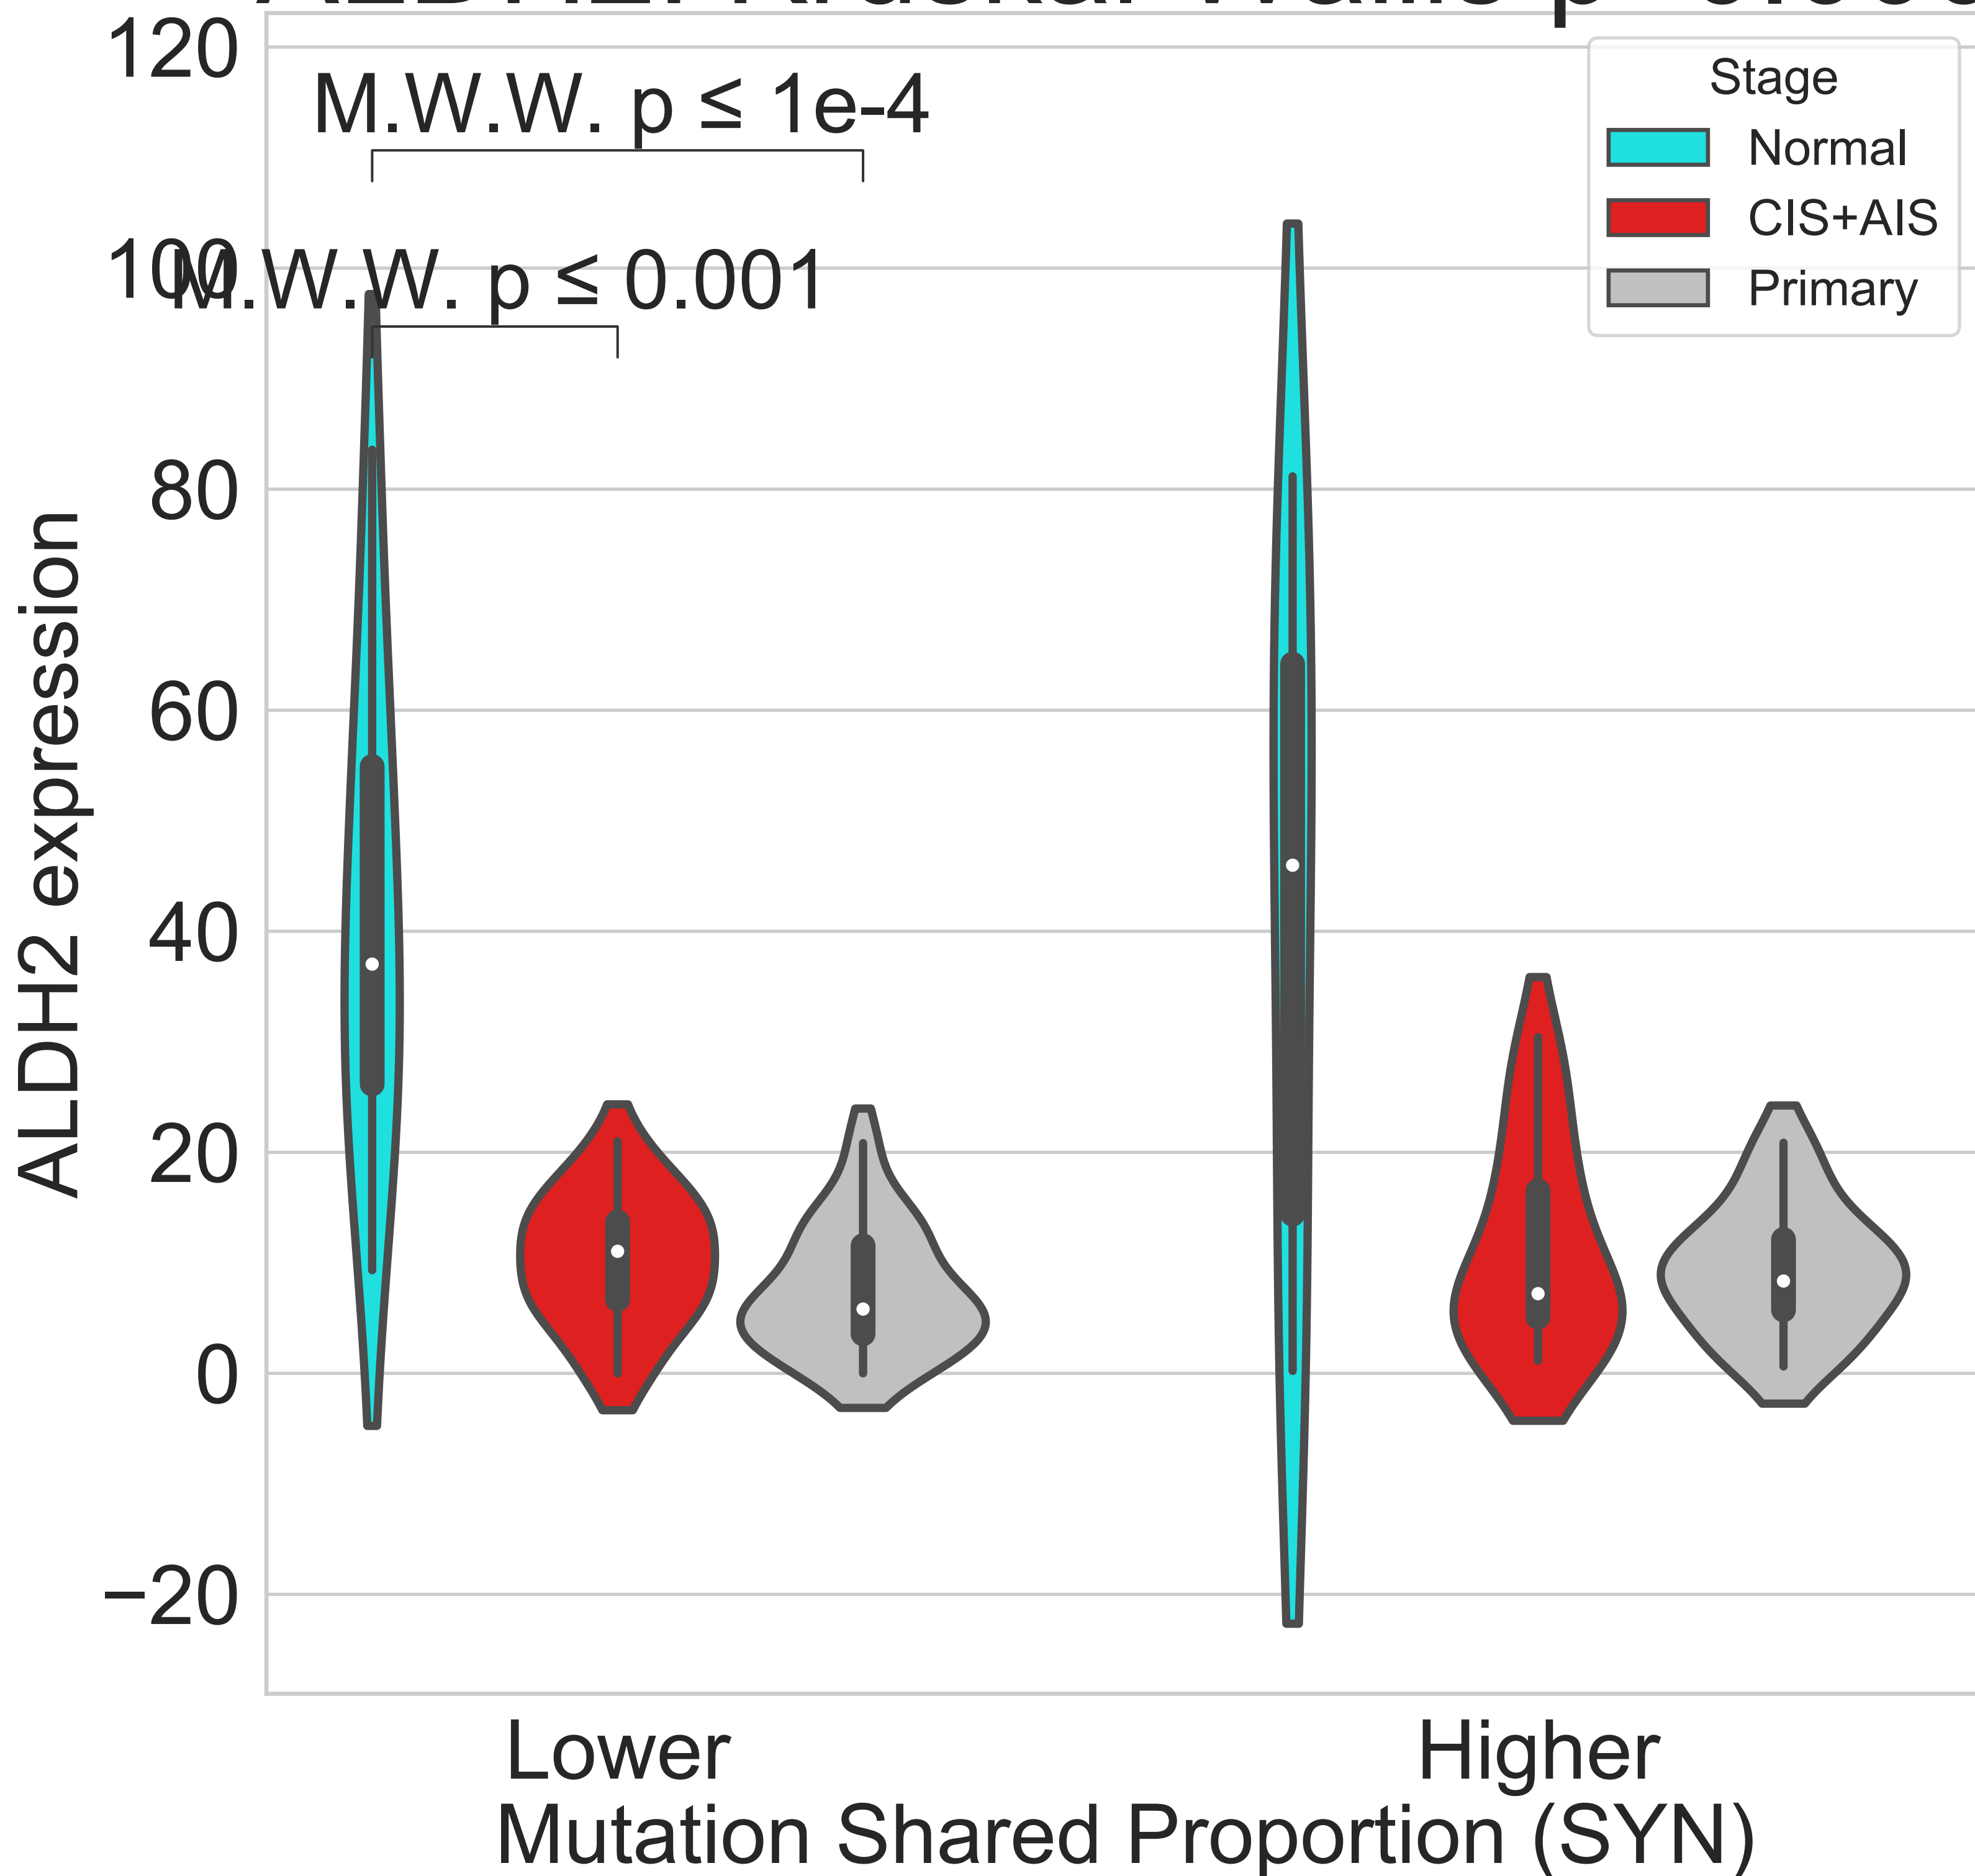 120
M.W.W. p ≤ 1e-4
Stage
Normal
CIS+AIS
Primary
100
M.W.W. p ≤ 0.001
80
60
40
20
0
−20
ALDH2 expression
Lower
Higher
Mutation Shared Proportion (SYN)